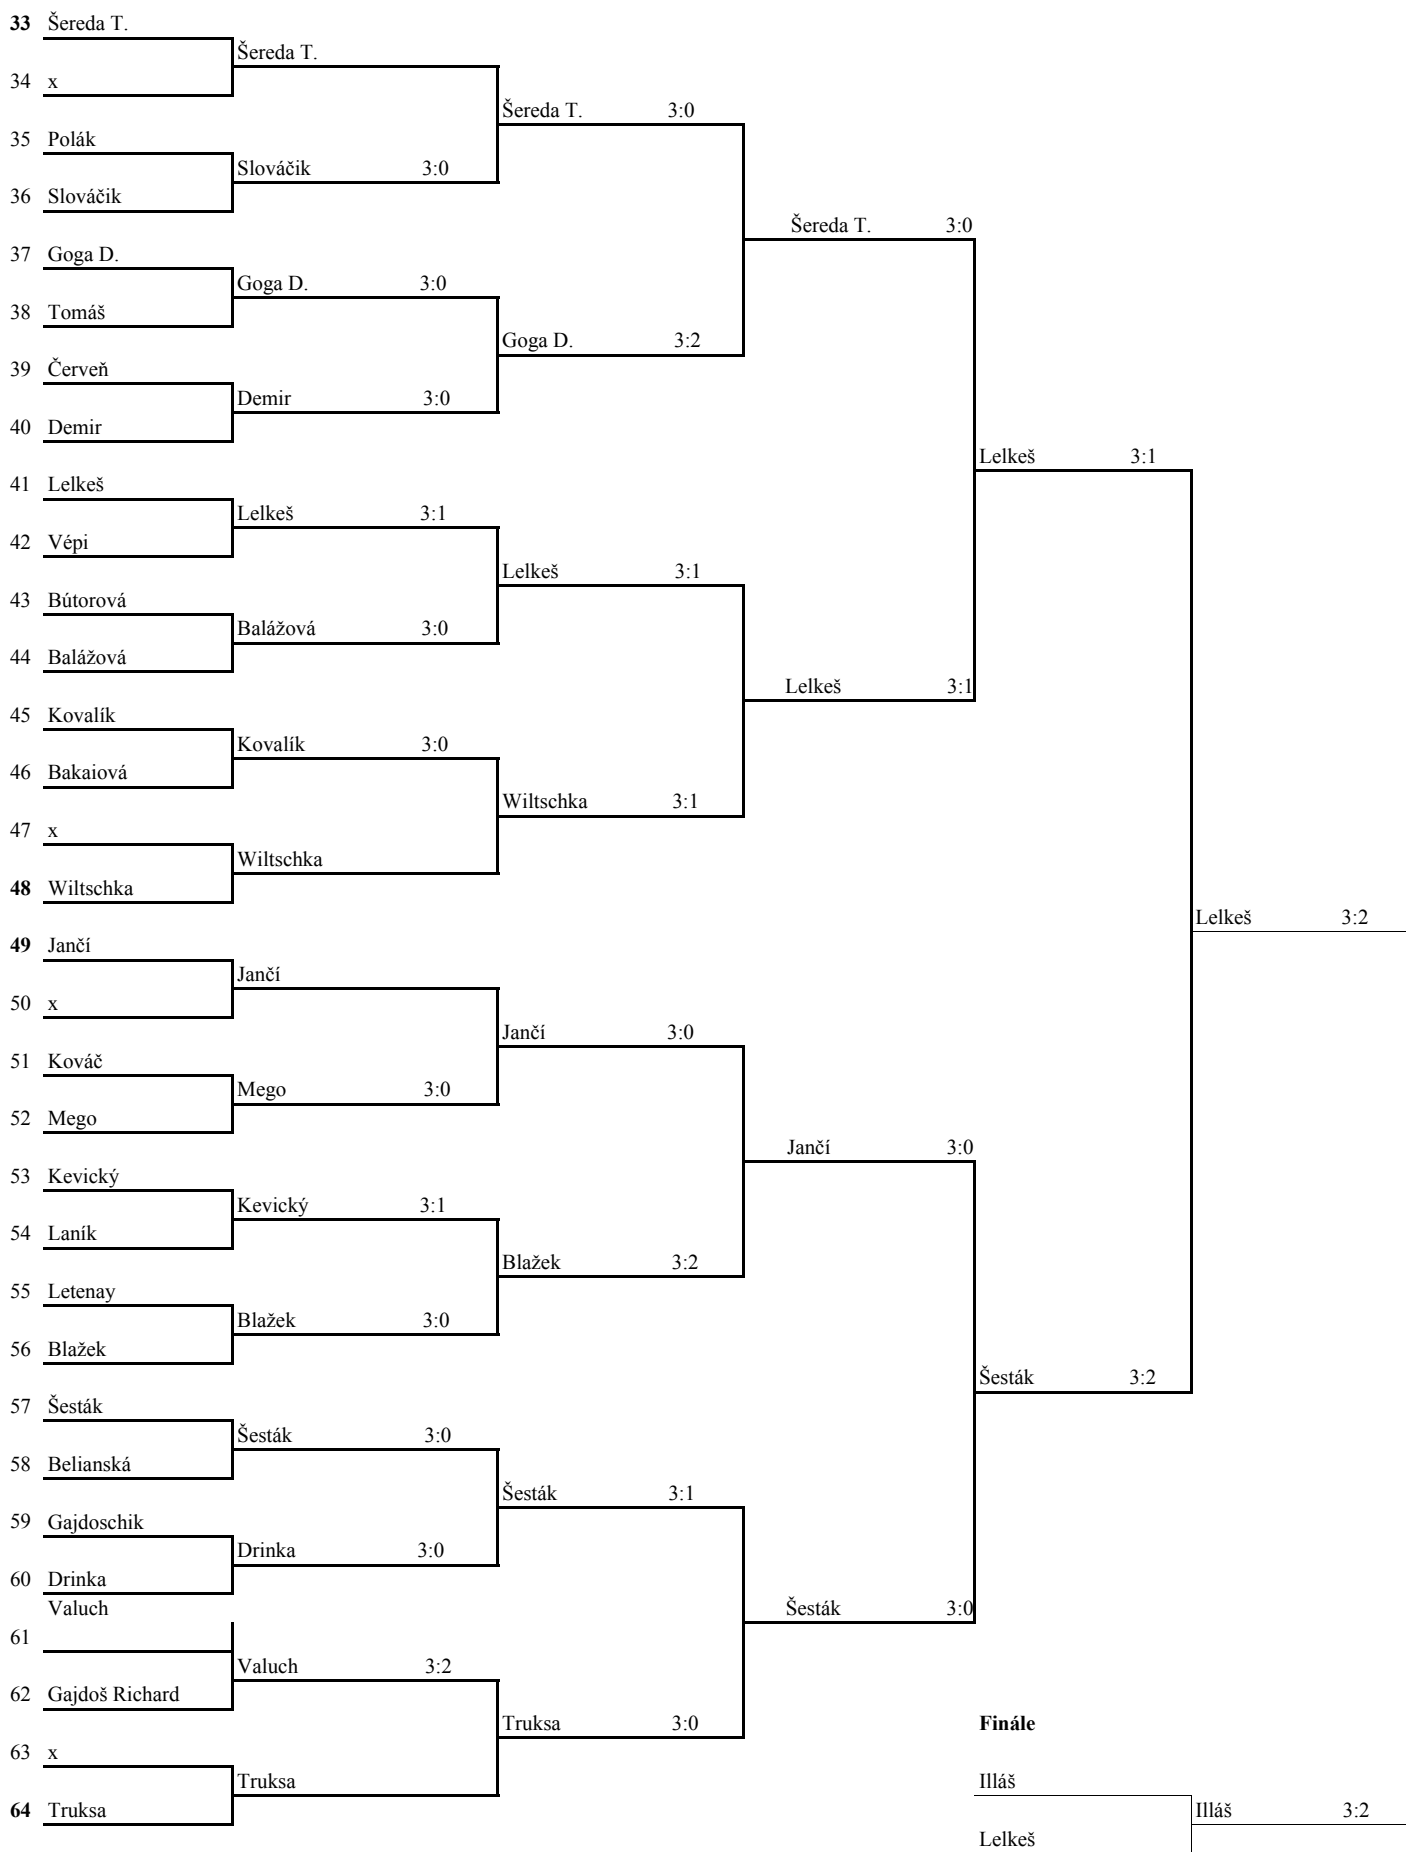 33 Šereda T.
Šereda T.
34 x
Šereda T. 3:0
35 Polák
Slováčik 3:0
36 Slováčik
Šereda T. 3:0
37 Goga D.
Goga D. 3:0
38 Tomáš
Goga D. 3:2
39 Červeň
Demir 3:0
40 Demir
Lelkeš 3:1
41 Lelkeš
Lelkeš 3:1
42 Vépi
Lelkeš 3:1
43 Bútorová
Balážová 3:0
44 Balážová
Lelkeš 3:1
45 Kovalík
Kovalík 3:0
46 Bakaiová
Wiltschka 3:1
47 x
Wiltschka
48 Wiltschka
Lelkeš 3:2
49 Jančí
Jančí
50 x
Jančí 3:0
51 Kováč
Mego 3:0
52 Mego
Jančí 3:0
53 Kevický
Kevický 3:1
54 Laník
Blažek 3:2
55 Letenay
Blažek 3:0
56 Blažek
Šesták 3:2
57 Šesták
Šesták 3:0
58 Belianská
Šesták 3:1
59 Gajdoschik
Drinka 3:0
60 Drinka
Valuch
Šesták 3:0
61
Valuch 3:2
62 Gajdoš Richard
Truksa 3:0
Finále
63 x
Truksa
Illáš
64 Truksa
Illáš 3:2
Lelkeš